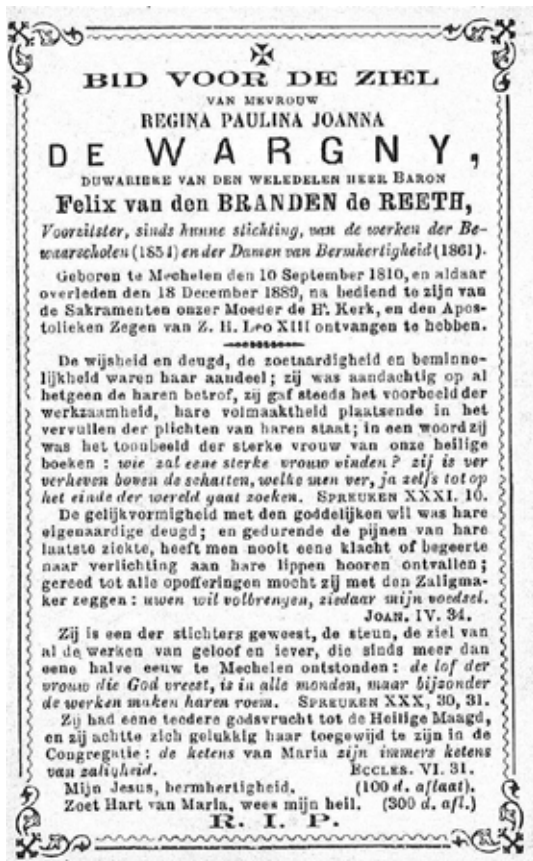 BID VOOR DE ZIEL
VAN MEVROUW
REGINA PAULINA JOANNA
DE WARGNY,
DUWARIERE VAN DEN WELEDELEN HEER BARON
Felix van den BRANDEN de REETH,
Voorzitster, sinds hunne stichting, van de werken der Be-
waarscholen (1854) en der Damen van Bermhertigheid (1861).
Geboren te Mechelen den 10 September 1810, en aldaar
overleden den 18 December 1889, na bediend te zijn van
de Sakramenten onzer Moeder de H. Kerk, en den Apos-
tolieken Zegen van Z. H. Leo XIII ontvangen te hebben.
De wijsheid en deugd, de zoetaardigheid en beminne-
lijkheid waren haar aandeel; zij was aandachtig op al
hetgeen de haren betrof, zij gaf steeds het voorbeeld der
werkzaamheid, hare volmaaktheid plaatsende in het
vervullen der plichten van haren staat; in een woord zij
was het toonbeeld der sterke vrouw van onze heilige
boeken : wie zal eene sterke vrouw vinden? zij is ver
verheven boven de schatten, welke men ver, ja zelfs tot op
het einde der wereld gaat zoeken. SPREUKEN XXXI. 10.
De gelijkvormigheid met den goddelijken wil was hare
eigenaardige deugd; en gedurende de pijnen van hare
laatste ziekte, heeft men nooit eene klacht of begeerte
naar verlichting aan hare lippen hooren ontvallen;
gereed tot alle opofferingen mocht zij met den Zaligma-
ker zeggen : uwen wil volbrengen, ziedaar mijn voedsel.
JOAN. IV. 34.
Zij is een der stichters geweest, de steun, de ziel van
al de werken van geloof en iever, die sinds meer dan
eene halve eeuw te Mechelen ontstonden : de lof der
vrouw die God vreest, is in alle monden, maar bijzonder
de werken maken haren roem. SPREUKEN XXX, 30, 31.
Zij had eene teedere godsvrucht tot de Heilige Maagd,
en zij achtte zich gelukkig haar toegewijd te zijn in de
Congregatie : de ketens van Maria zijn immers ketens
van zaligheid. ECCLES. VI. 31.
Mijn Jesus, bermhertigheid. (100 d. aflaat).
Zoet Hart van Maria, wees mijn heil. (300 d. afl.)
R. I. P.